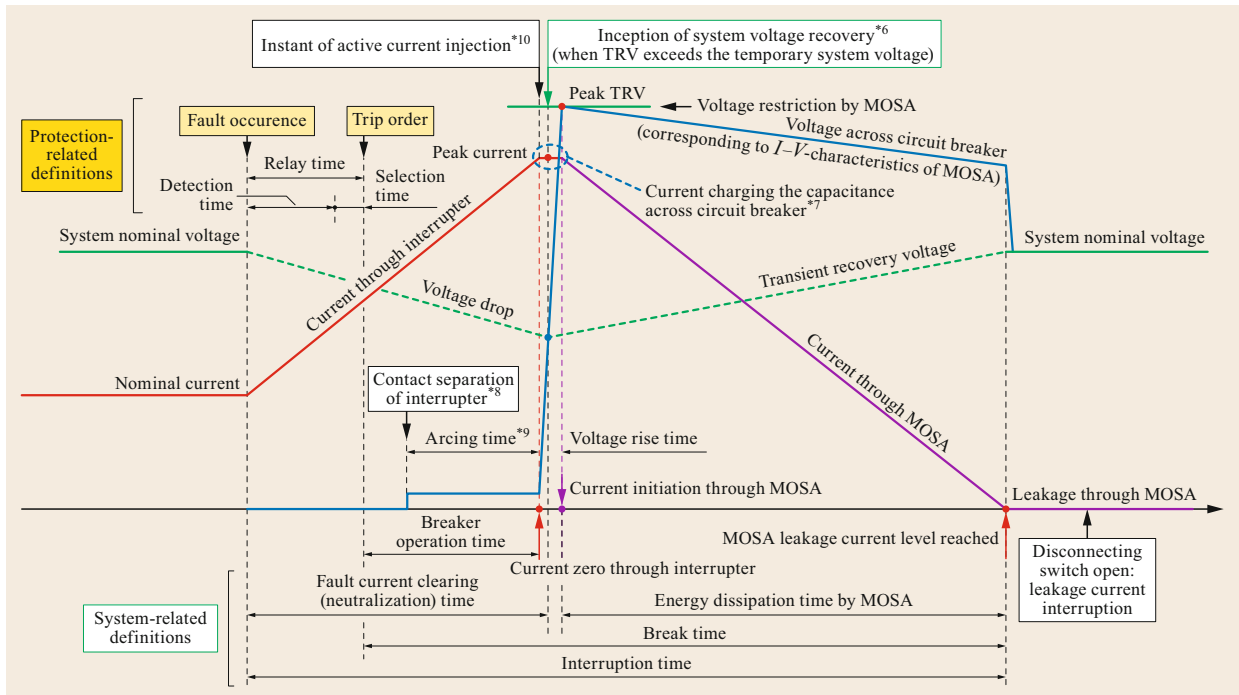 Instant of active current injection*10
Inception of system voltage recovery*6
(when TRV exceeds the temporary system voltage)
Peak TRV
Voltage restriction by MOSA
Protection-
related
definitions
Fault occurence
Trip order
Relay time
Detection
time
Selection
time
Peak current
Voltage across circuit breaker
(corresponding to I–V-characteristics of MOSA)
Current charging the capacitance
across circuit breaker*7
System nominal voltage
Current through interrupter
Voltage drop
Transient recovery voltage
System nominal voltage
Nominal current
Contact separation
of interrupter*8
Current through MOSA
Arcing time*9
Voltage rise time
Current initiation through MOSA
Leakage through MOSA
Breaker
operation time
MOSA leakage current level reached
Current zero through interrupter
Disconnecting
switch open:
leakage current
interruption
System-related
definitions
Fault current clearing
(neutralization) time
Energy dissipation time by MOSA
Break time
Interruption time